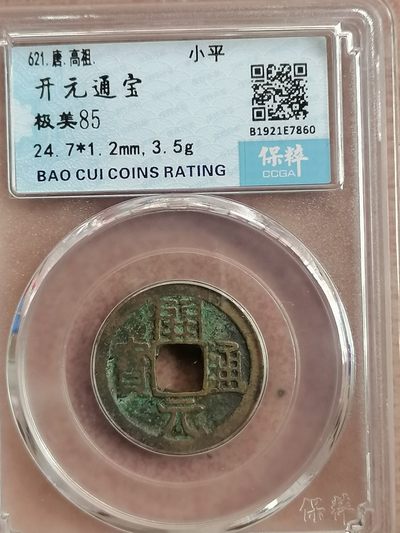 621.唐.高祖. 小平
开元通宝
极美85
B1921E7860
24.7*1.2mm, 3.5g
保粹
CCGA
BAO CUI COINS RATING
開元通寳
保粹